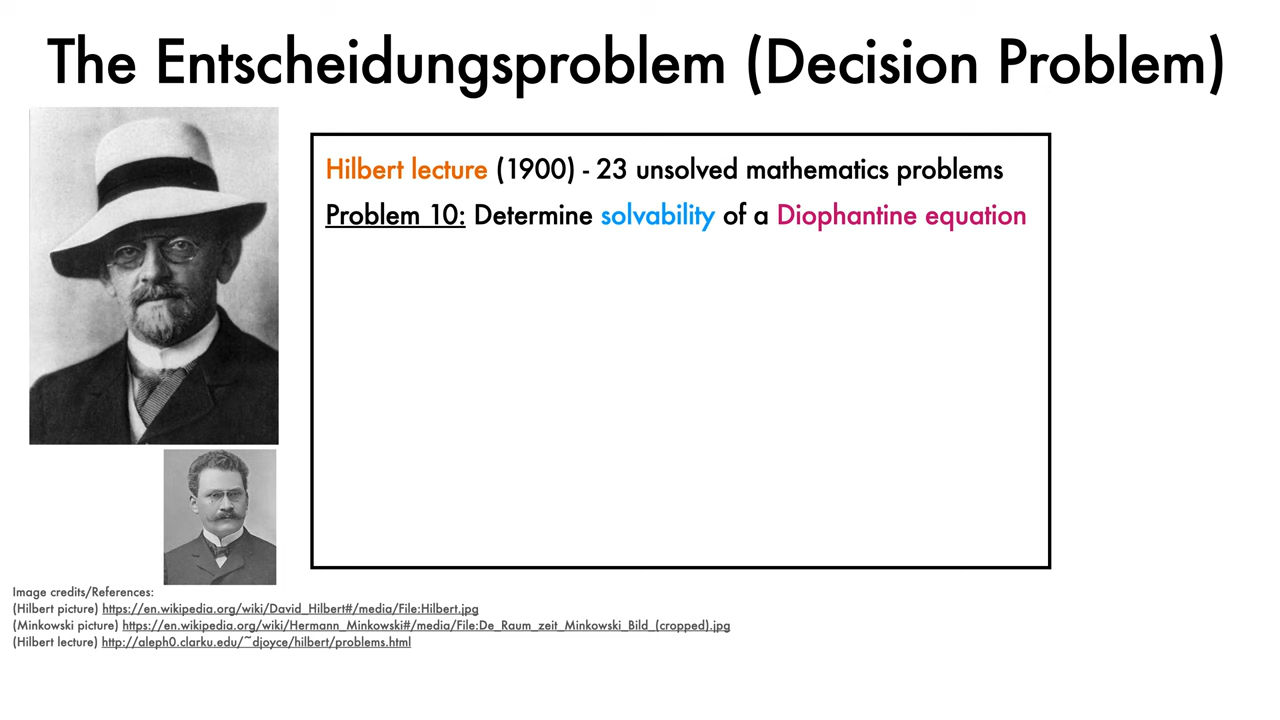 The Entscheidungsproblem (Decision Problem)
Hilbert lecture (1900) - 23 unsolved mathematics problems
Problem 10: Determine solvability of a Diophantine equation
Image credits/References:
(Hilbert picture) https://en.wikipedia.org/wiki/David_Hilbert#/media/File:Hilbert.jpg
(Minkowski picture) https://en.wikipedia.org/wiki/Hermann_Minkowski#/media/File:De_Raum_zeit_Minkowski_Bild_(cropped).jpg
(Hilbert lecture) http://aleph0.clarku.edu/~djoyce/hilbert/problems.html